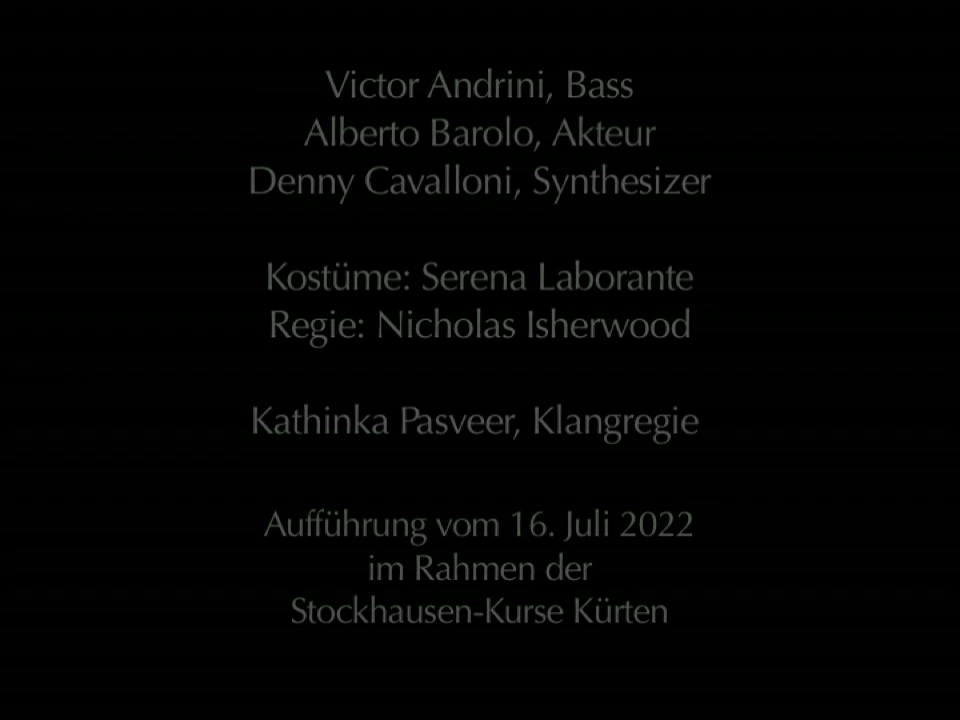 Victor Andrini, Bass
Alberto Barolo, Akteur
Denny Cavalloni, Synthesizer
Kostüme: Serena Laborante
Regie: Nicholas Isherwood
Kathinka Pasveer, Klangregie
Aufführung vom 16. Juli 2022
im Rahmen der
Stockhausen-Kurse Kürten